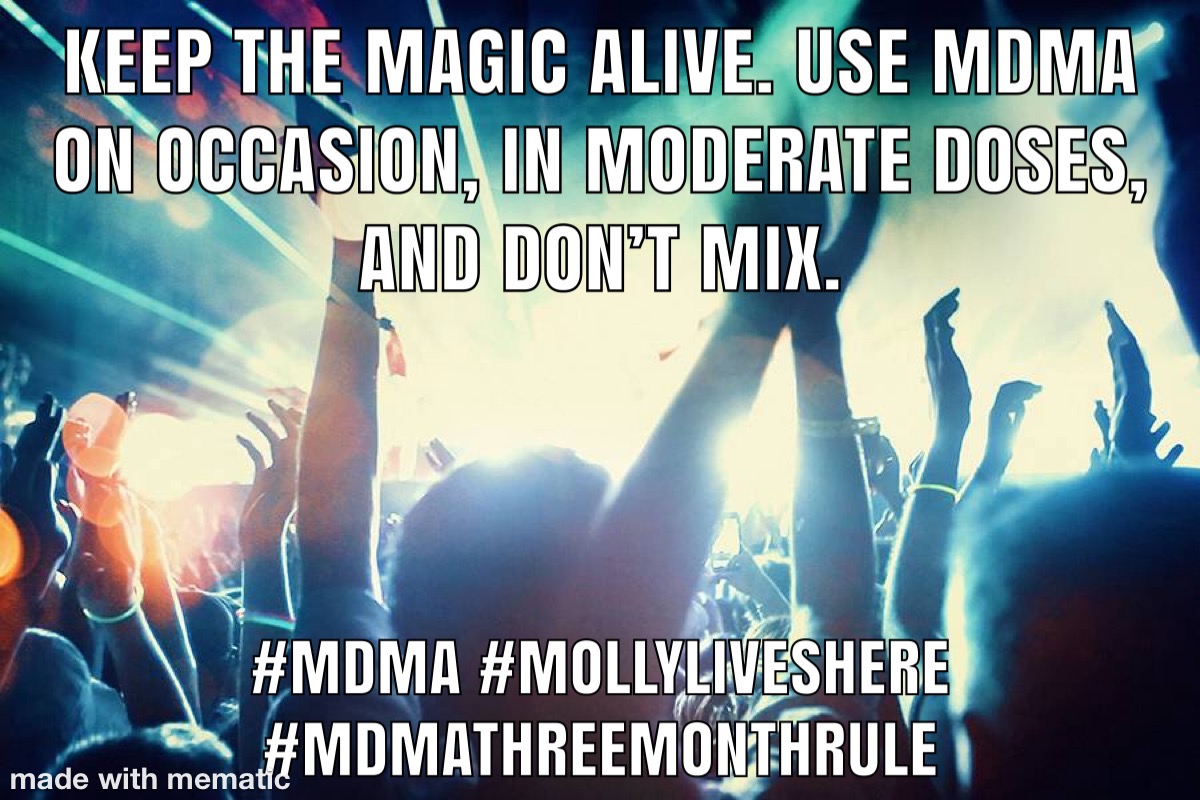 KEEP THE MAGIC ALIVE. USE MDMA
ON OCCASION, IN MODERATE DOSES,
AND DON’T MIX.
#MDMA #MOLLYLIVESHERE
#MDMATHREEMONTHRULE
made with mematic